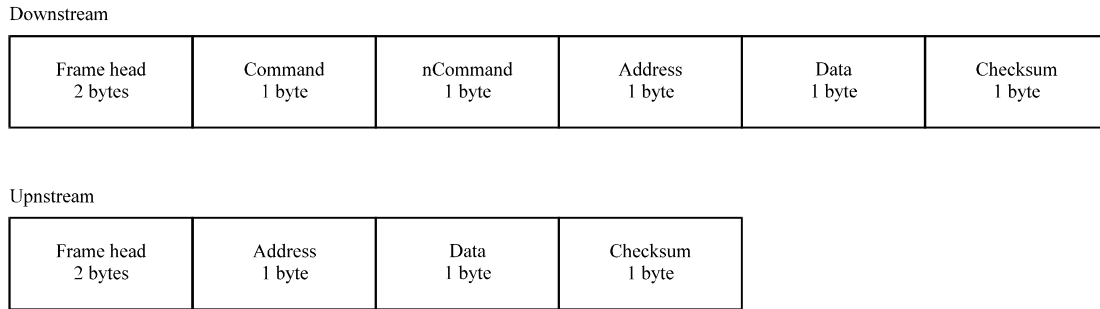 Downstream
Frame head
2 bytes
Command
1 byte
nCommand
1 byte
Address
1 byte
Data
1 byte
Checksum
1 byte
Upnstream
Frame head
2 bytes
Address
1 byte
Data
1 byte
Checksum
1 byte